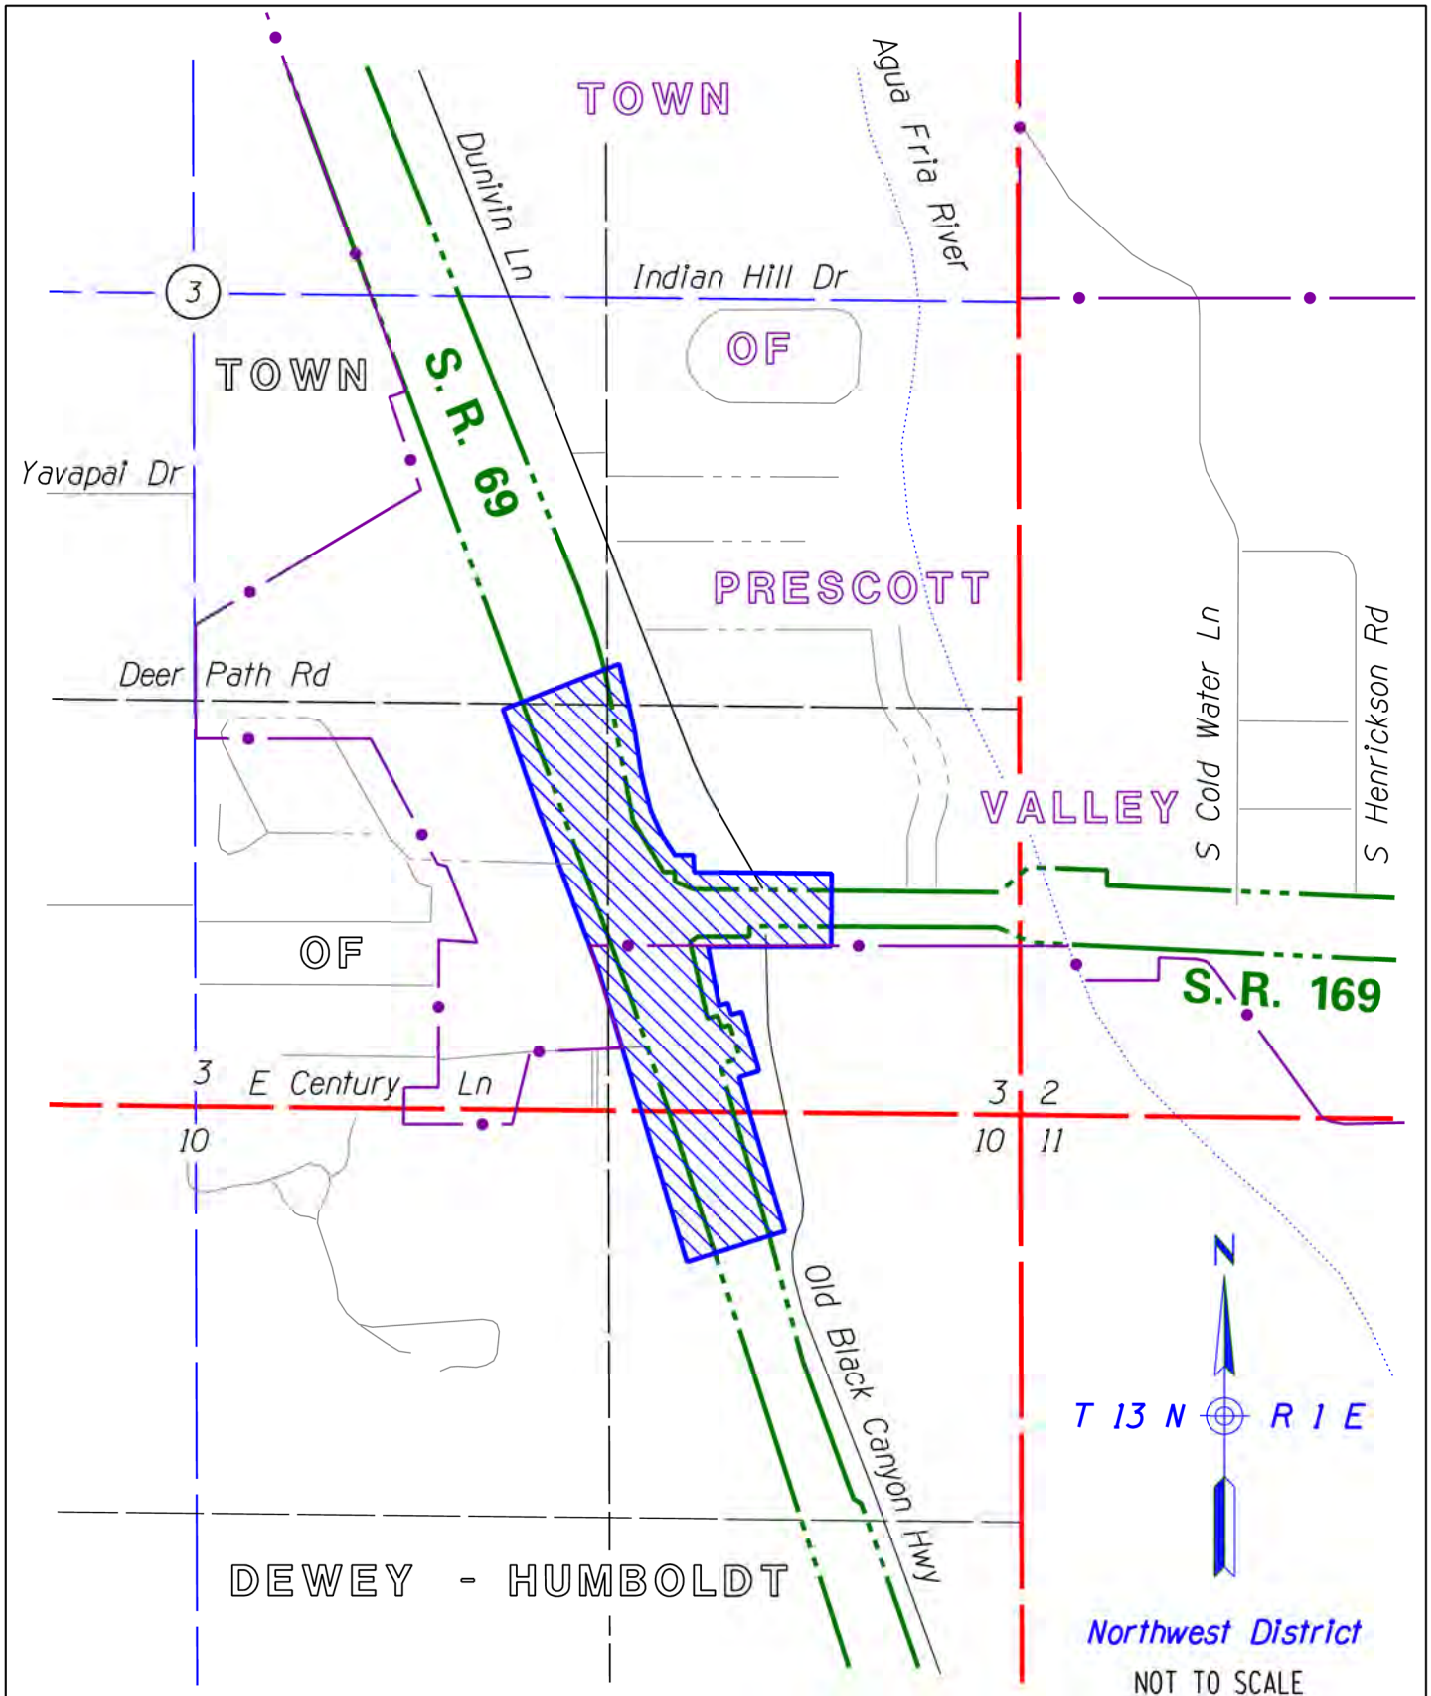 TOWN
Agua Fria River
Dunivin Ln
Indian Hill Dr
3
OF
TOWN
S. R. 69
Yavapai Dr
PRESCOTT
S Cold Water Ln
S Henrickson Rd
Deer Path Rd
VALLEY
OF
S. R. 169
3
E Century Ln
3
2
10
10
11
N
Old Black Canyon Hwy
T 13 N
R 1 E
DEWEY - HUMBOLDT
Northwest District
NOT TO SCALE